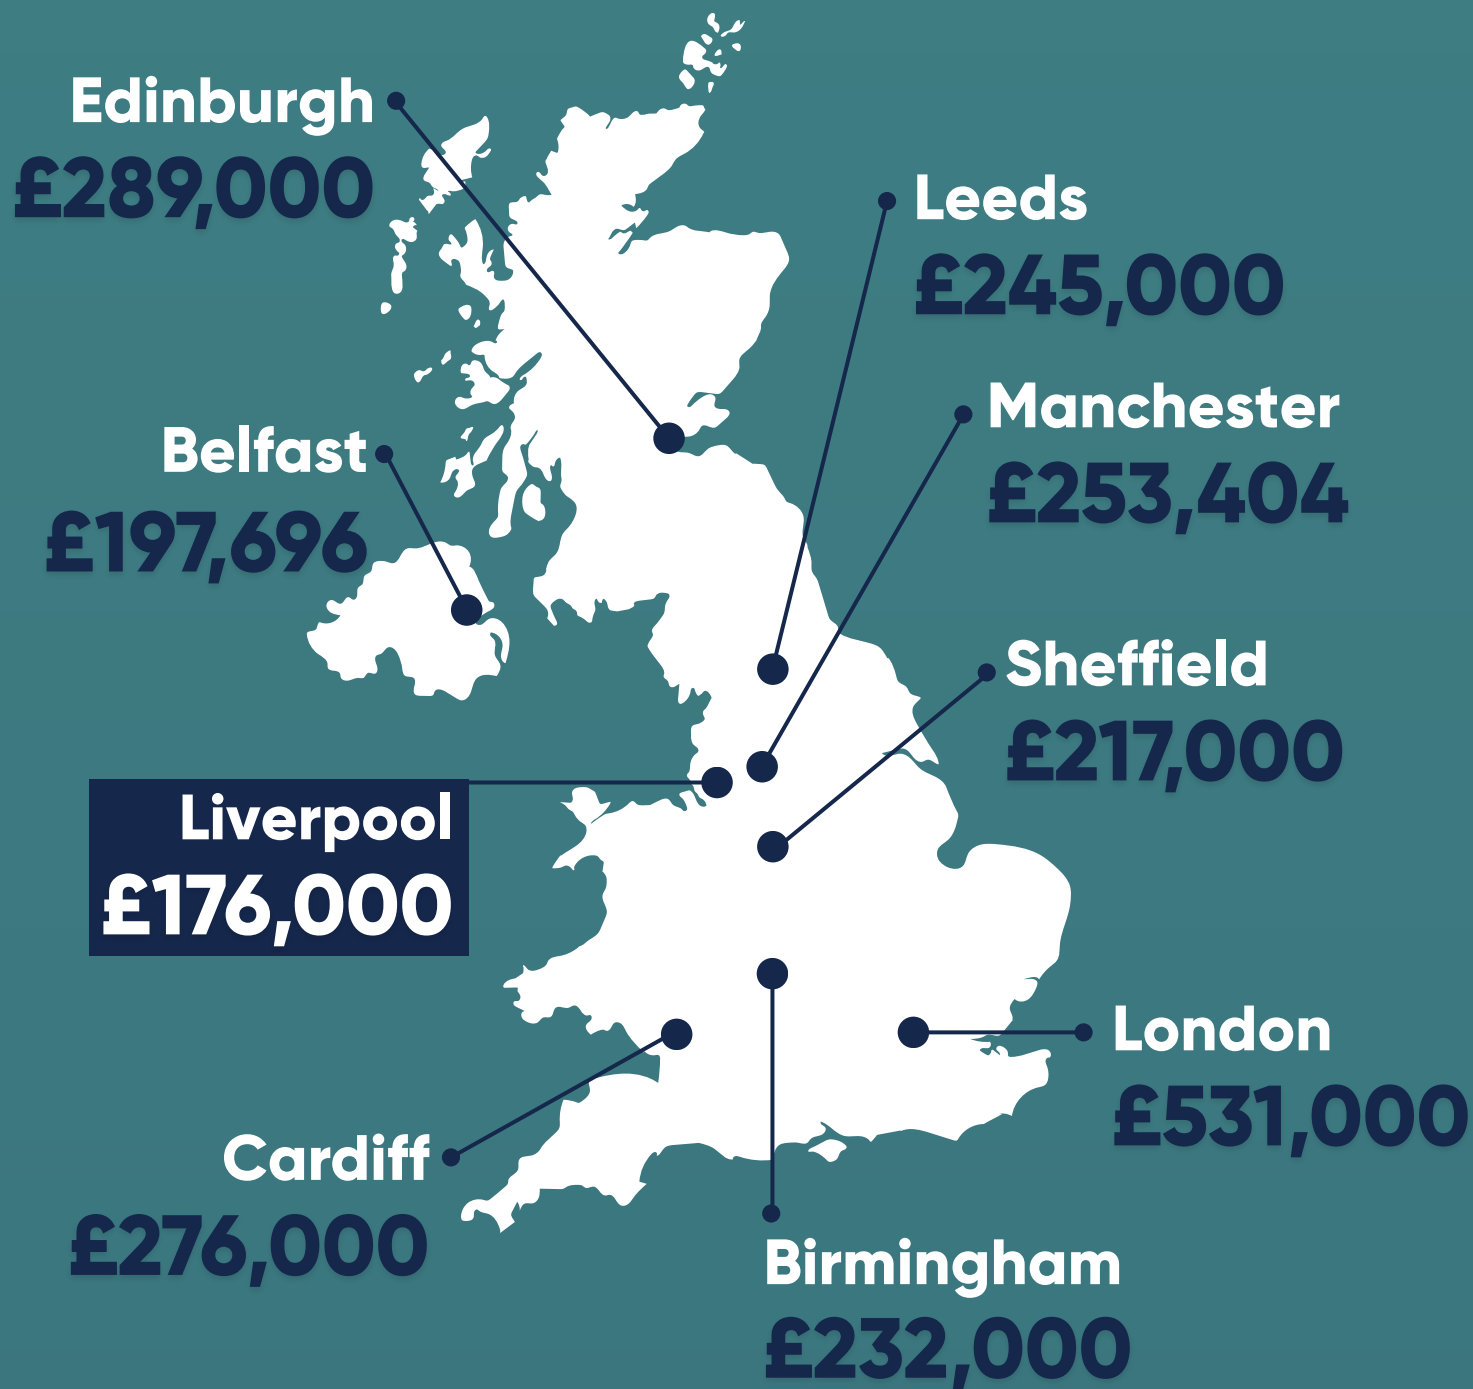 Edinburgh
£289,000
Leeds
£245,000
Manchester
£253,404
Belfast
£197,696
Sheffield
£217,000
Liverpool
£176,000
London
£531,000
Cardiff
£276,000
Birmingham
£232,000